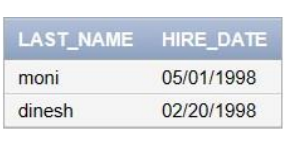 LAST_NAME HIRE_DATE
moni 05/01/1998
dinesh 02/20/1998